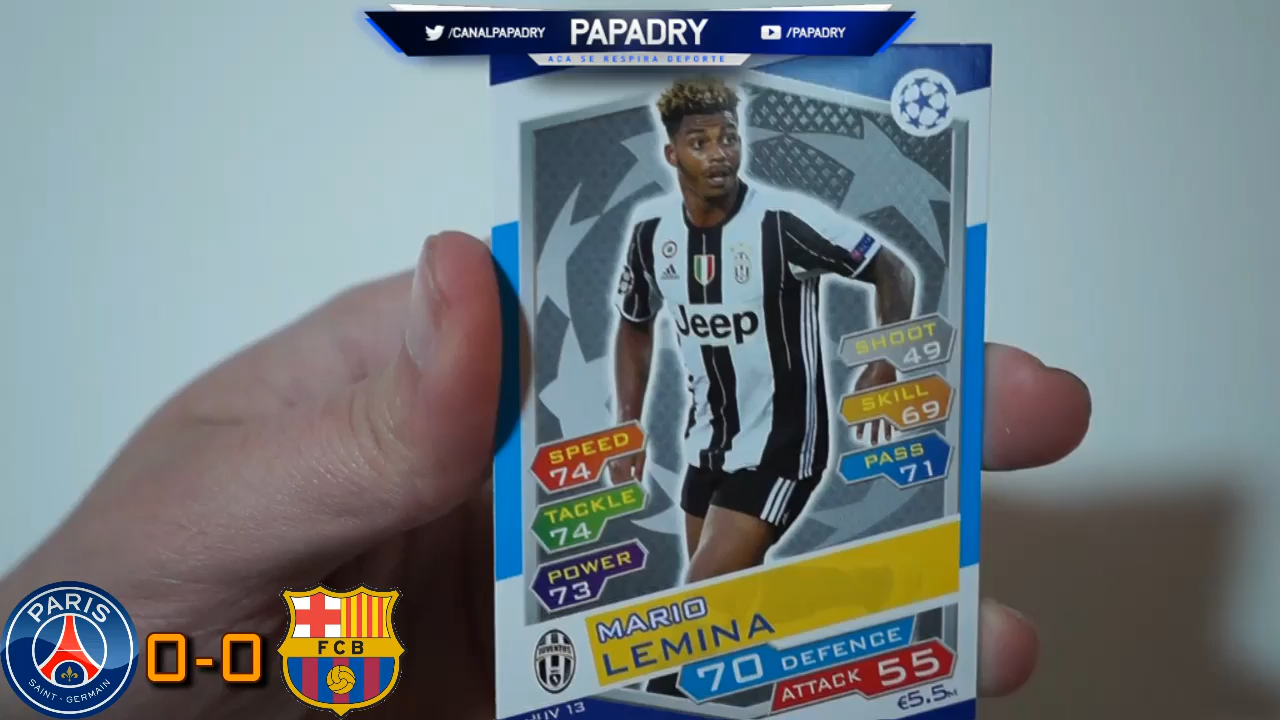 /CANALPAPADRY PAPADRY /PAPADRY
ACA SE RESPIRA DEPORTE
Jeep
SHOOT
49
SKILL
69
PASS
71
SPEED
74
TACKLE
74
POWER
73
MARIO
LEMINA
70 DEFENCE
ATTACK 55
€5.5M
JUVENTUS
JUV 13
PARIS
SAINT-GERMAIN
0-0
FCB